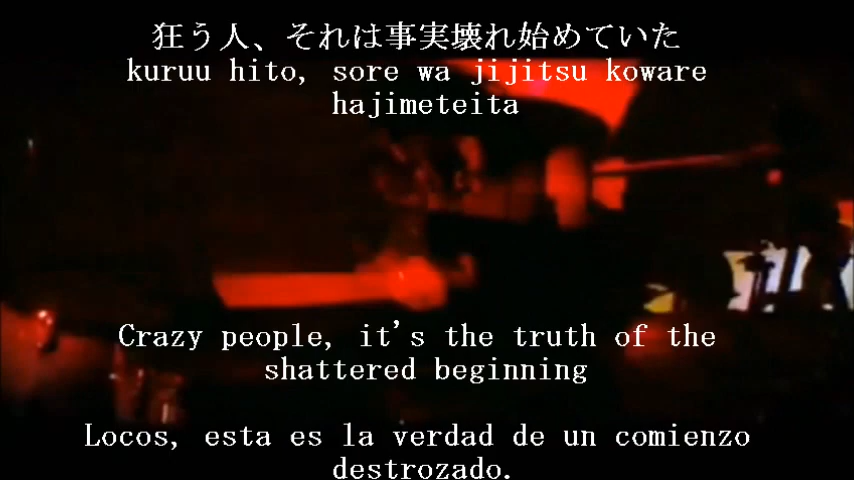 狂う人、それは事実壊れ始めていた
kuruu hito, sore wa jijitsu koware
hajimeteita
Crazy people, it's the truth of the
shattered beginning
Locos, esta es la verdad de un comienzo
destrozado.